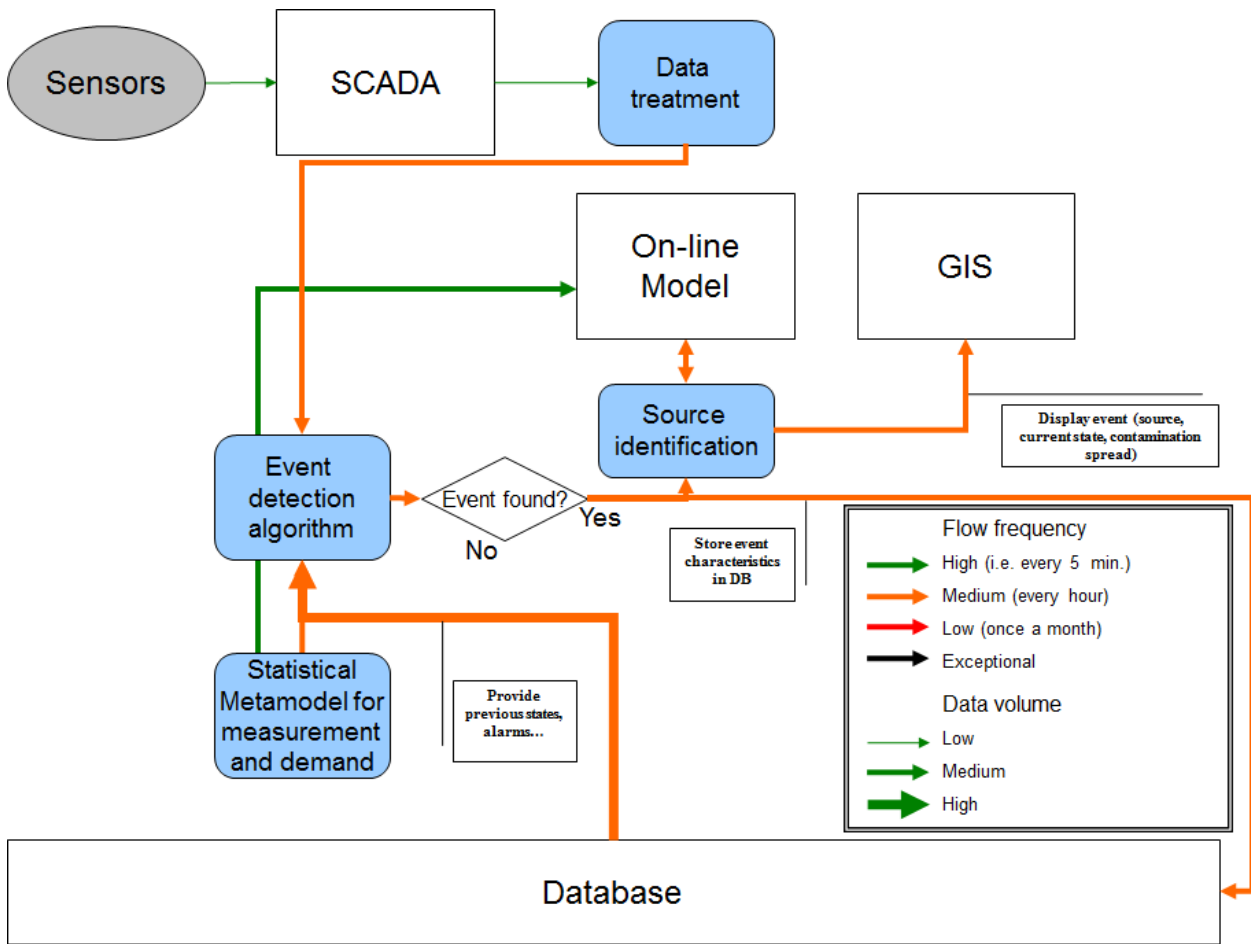 Sensors
SCADA
Data
treatment
On-line
Model
GIS
Source
identification
Display event (source,
current state, contamination
spread)
Event
detection
algorithm
Event found?
Yes
No
Store event
characteristics
in DB
Flow frequency
High (i.e. every 5 min.)
Medium (every hour)
Low (once a month)
Exceptional
Data volume
Low
Medium
High
Statistical
Metamodel for
measurement
and demand
Provide
previous states,
alarms...
Database